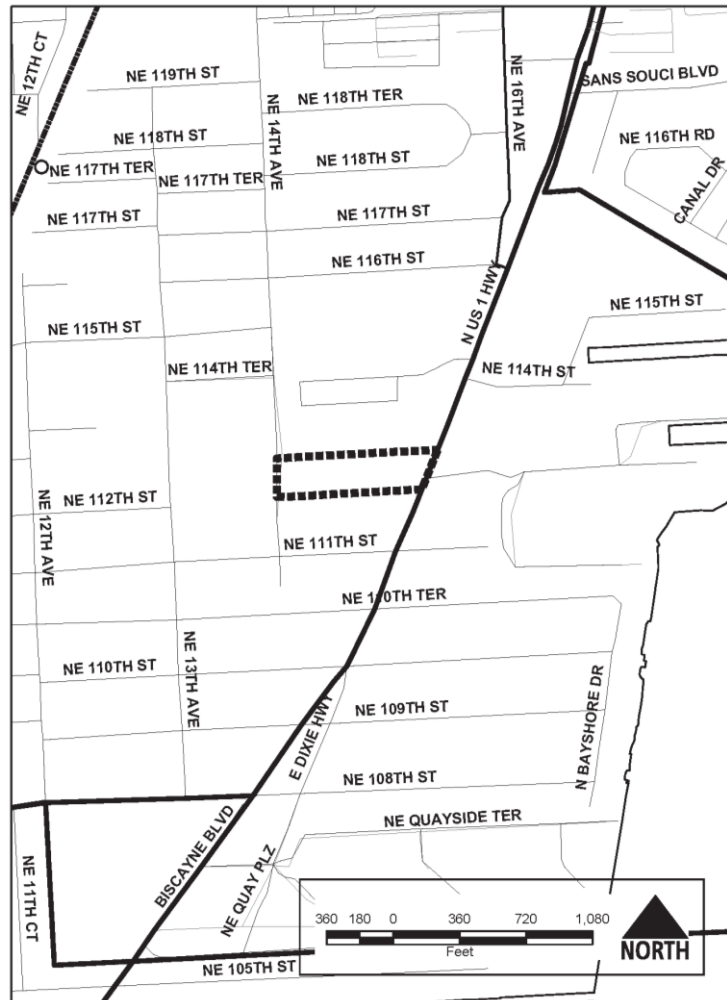 NE 12TH CT
NE 119TH ST
NE 16TH AVE
SANS SOUCI BLVD
NE 118TH TER
NE 14TH AVE
NE 118TH ST
NE 116TH RD
NE 118TH ST
NE 117TH TER
NE 117TH TER
CANAL DR
NE 117TH ST
NE 117TH ST
NE 116TH ST
N US 1 HWY
NE 115TH ST
NE 115TH ST
NE 114TH TER
NE 114TH ST
NE 112TH ST
NE 12TH AVE
NE 111TH ST
NE 110TH TER
NE 110TH ST
NE 13TH AVE
NE 109TH ST
E DIXIE HWY
N BAYSHORE DR
NE 108TH ST
NE QUAYSIDE TER
BISCAYNE BLVD
NE 11TH CT
NE QUAY PLZ
360 180 0 360 720 1,080
Feet
NORTH
NE 105TH ST